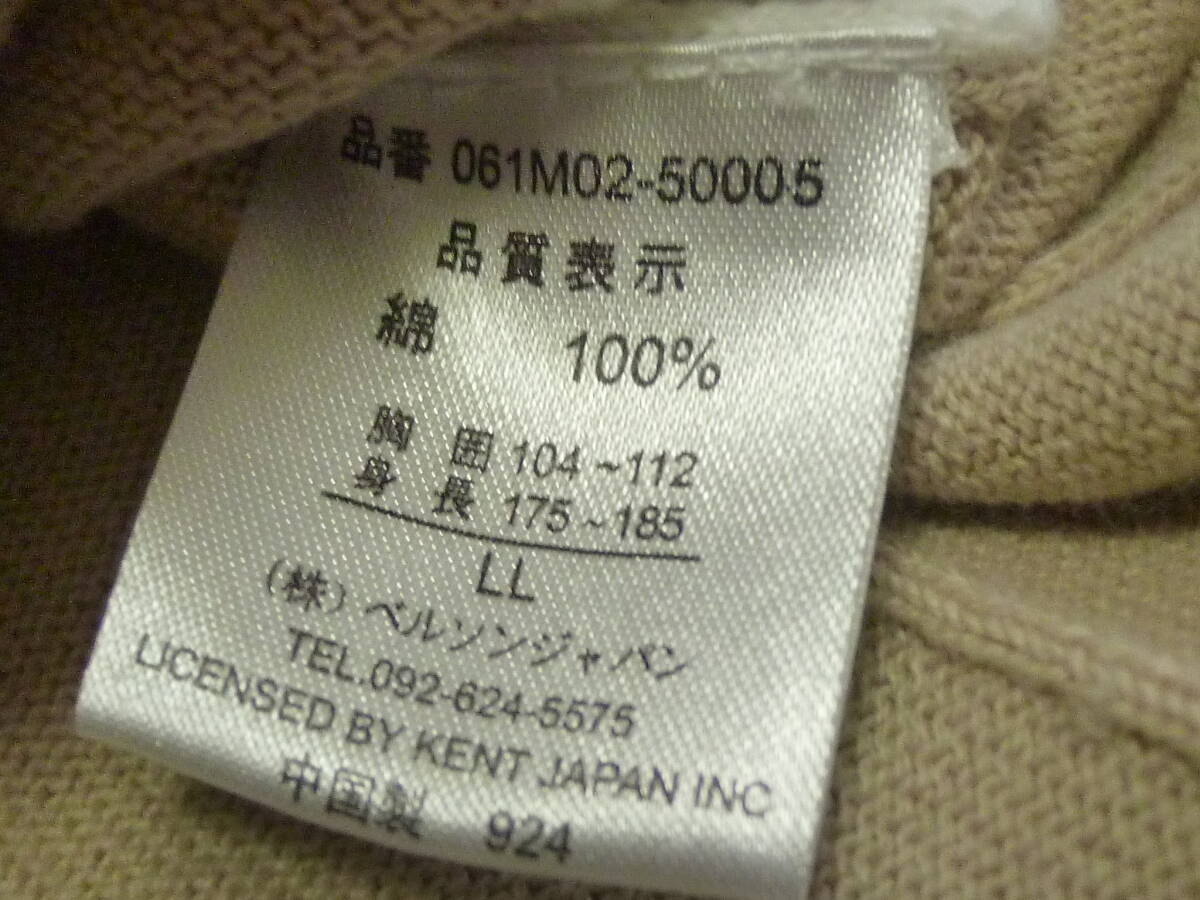 品番 061M02-50005
品質表示
綿 100%
胸囲 104~112
身長 175~185
LL
(株)ベルソンジャパン
TEL.092-624-5575
LICENSED BY KENT JAPAN INC
中国製 924